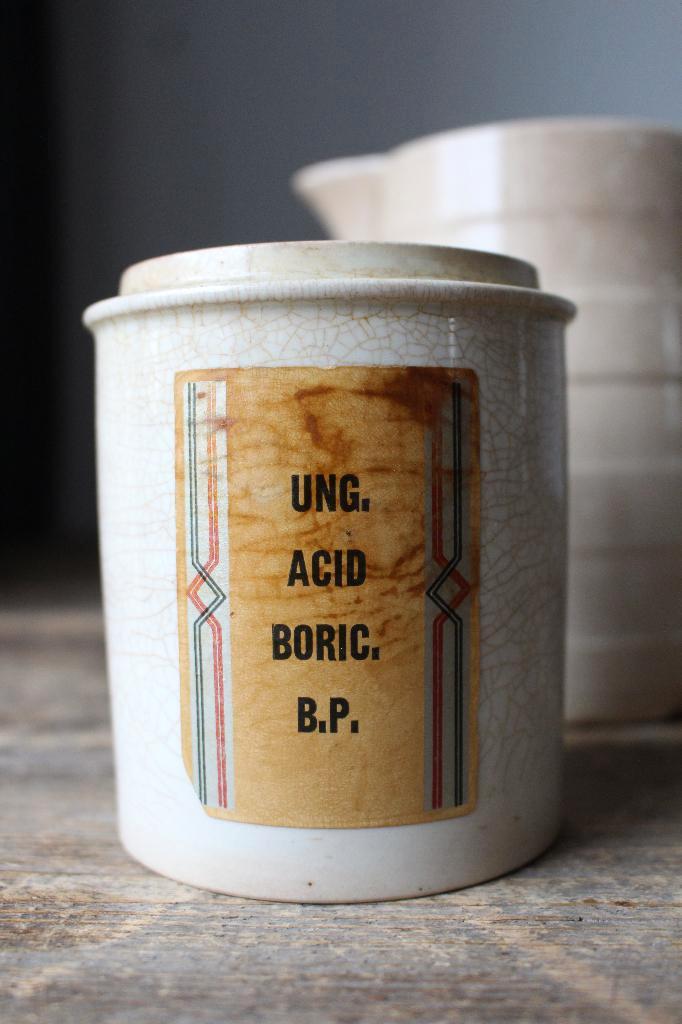 UNG.
ACID
BORIC.
B.P.